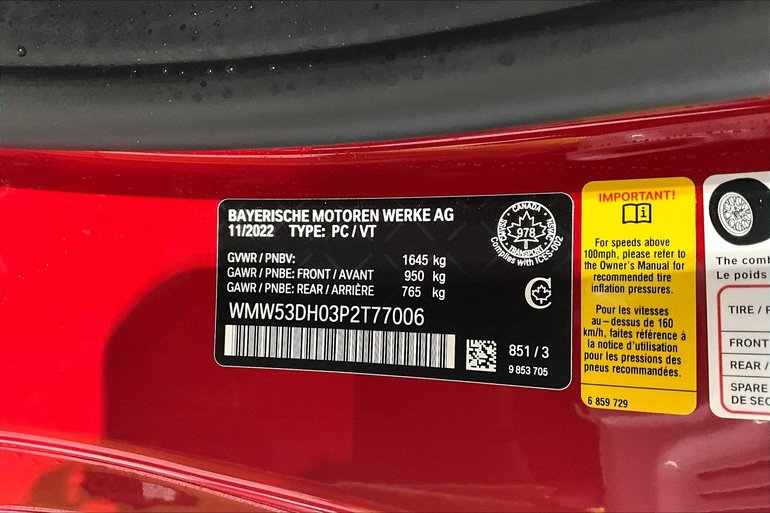 BAYERISCHE MOTOREN WERKE AG
11/2022 TYPE: PC / VT
GVWR / PNBV: 1645 kg
GAWR / PNBE: FRONT / AVANT 950 kg
GAWR / PNBE: REAR / ARRIÈRE 765 kg
WMW53DH03P2T77006
851 / 3
9 853 705
CANADA
978
TRANSPORT
Complies with ICES-002
IMPORTANT!
For speeds above
100mph, please refer to
the Owner's Manual for
recommended tire
inflation pressures.
Pour les vitesses
au-dessus de 160
km/h, faites référence à
la notice d'utilisation
pour les pessions des
pneus recommandées.
6 859 729
The comb
Le poids
TIRE / P
FRONT
REAR /
SPARE
DE SEC